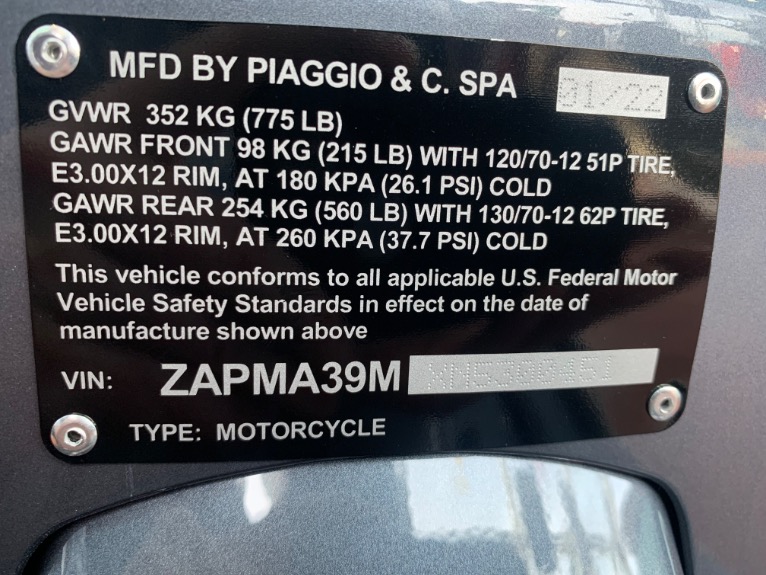 MFD BY PIAGGIO & C. SPA 01/22
GVWR 352 KG (775 LB)
GAWR FRONT 98 KG (215 LB) WITH 120/70-12 51P TIRE,
E3.00X12 RIM, AT 180 KPA (26.1 PSI) COLD
GAWR REAR 254 KG (560 LB) WITH 130/70-12 62P TIRE,
E3.00X12 RIM, AT 260 KPA (37.7 PSI) COLD
This vehicle conforms to all applicable U.S. Federal Motor
Vehicle Safety Standards in effect on the date of
manufacture shown above
VIN: ZAPMA39M
TYPE: MOTORCYCLE